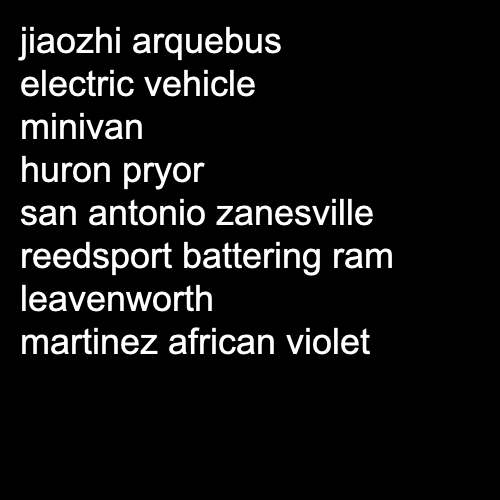 jiaozhi arquebus
electric vehicle
minivan
huron pryor
san antonio zanesville
reedsport battering ram
leavenworth
martinez african violet